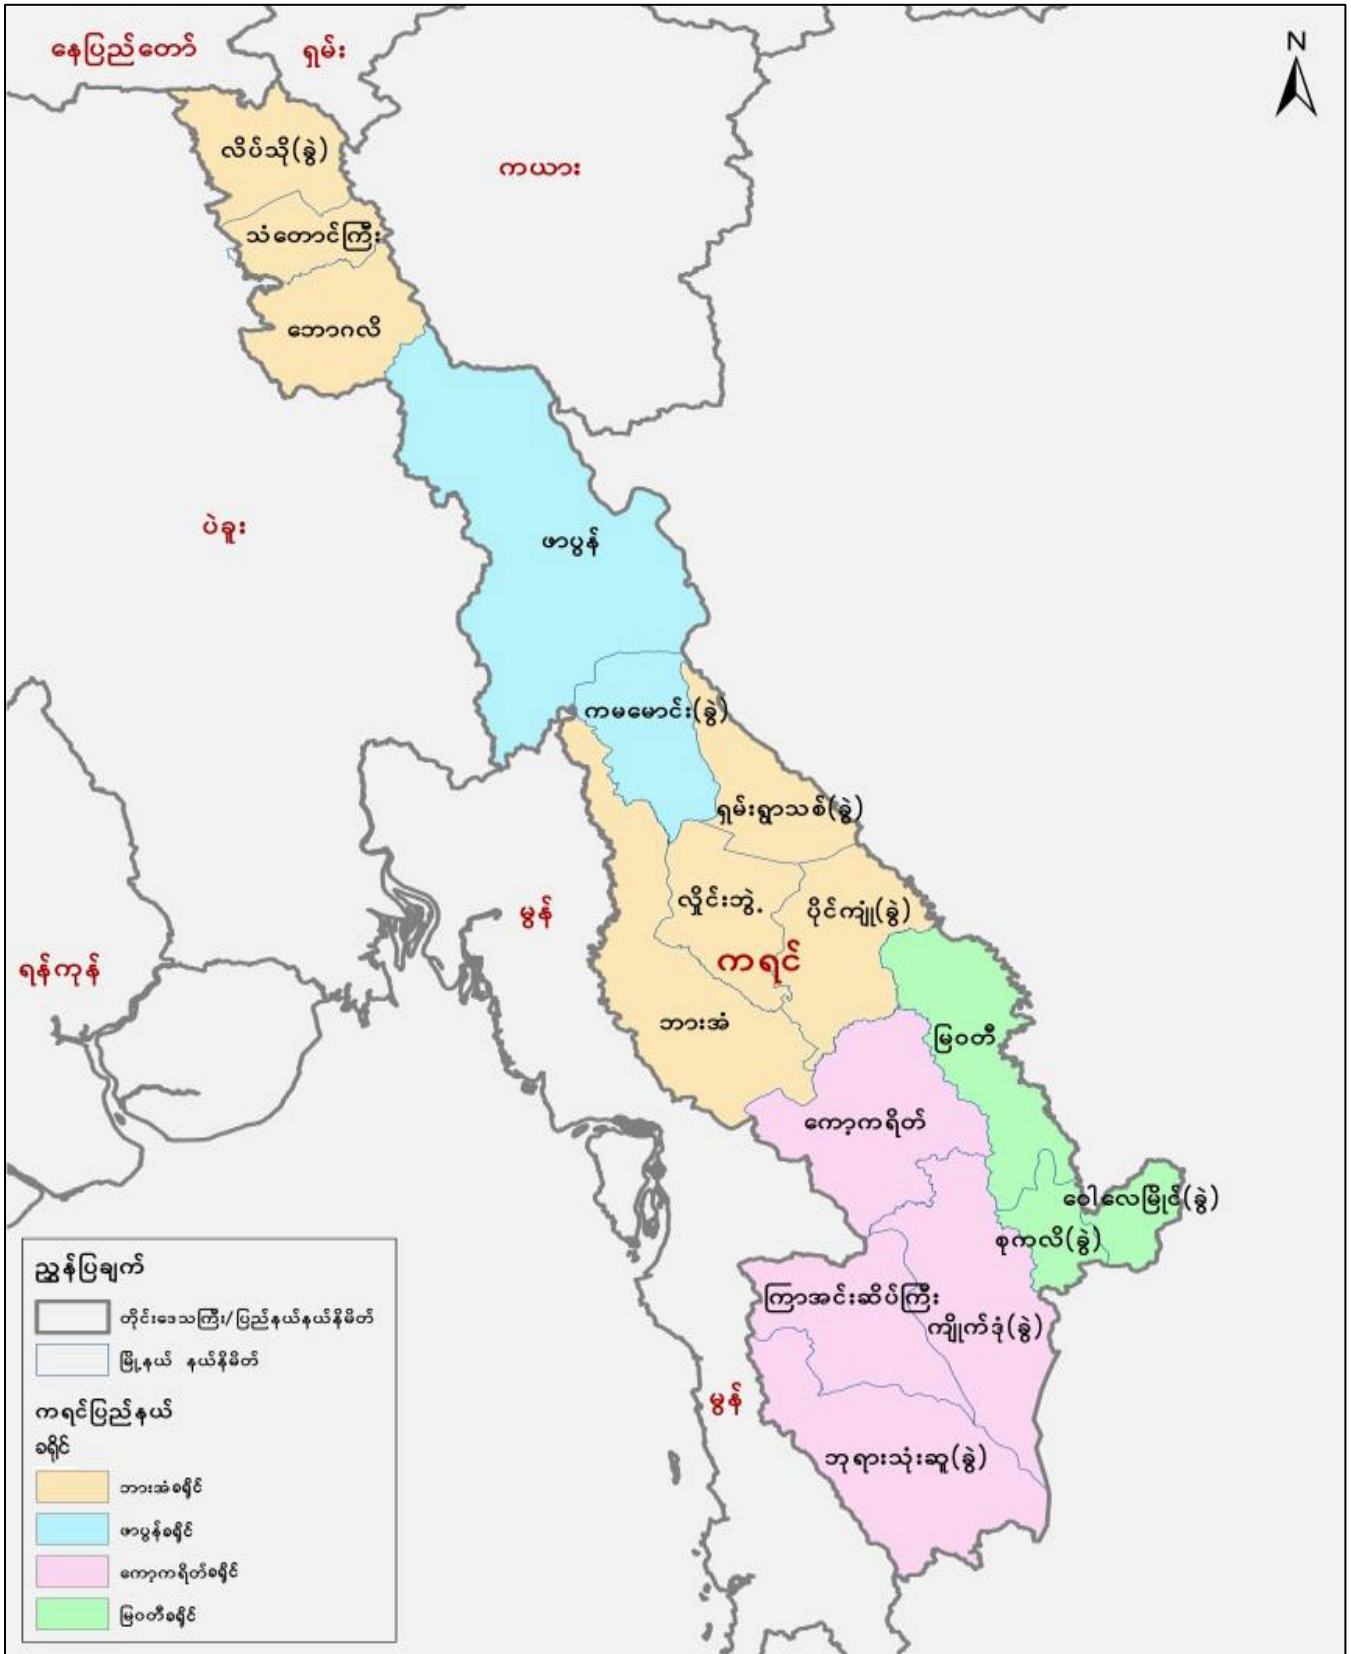 N
နေပြည်တော်
ရှမ်း
လိပ်သို(ခွဲ)
ကယား
သံတောင်ကြီး
ဘောဂလိ
ပဲခူး
ဖာပွန်
ကမမောင်း(ခွဲ)
ရှမ်းရွာသစ်(ခွဲ)
လှိုင်းဘွဲ့
ပိုင်ကျုံ(ခွဲ)
မွန်
ကရင်
ရန်ကုန်
ဘားအံ
မြဝတီ
ကော့ကရိတ်
ဝေါလေမြိုင်(ခွဲ)
စုကလိ(ခွဲ)
ကြာအင်းဆိပ်ကြီး
ကျိုက်ဒုံ(ခွဲ)
မွန်
ဘုရားသုံးဆူ(ခွဲ)
ညွှန်ပြချက်
တိုင်းဒေသကြီး/ပြည်နယ်နယ်နိမိတ်
မြို့နယ် နယ်နိမိတ်
ကရင်ပြည်နယ်
ခရိုင်
ဘားအံခရိုင်
ဖာပွန်ခရိုင်
ကော့ကရိတ်ခရိုင်
မြဝတီခရိုင်